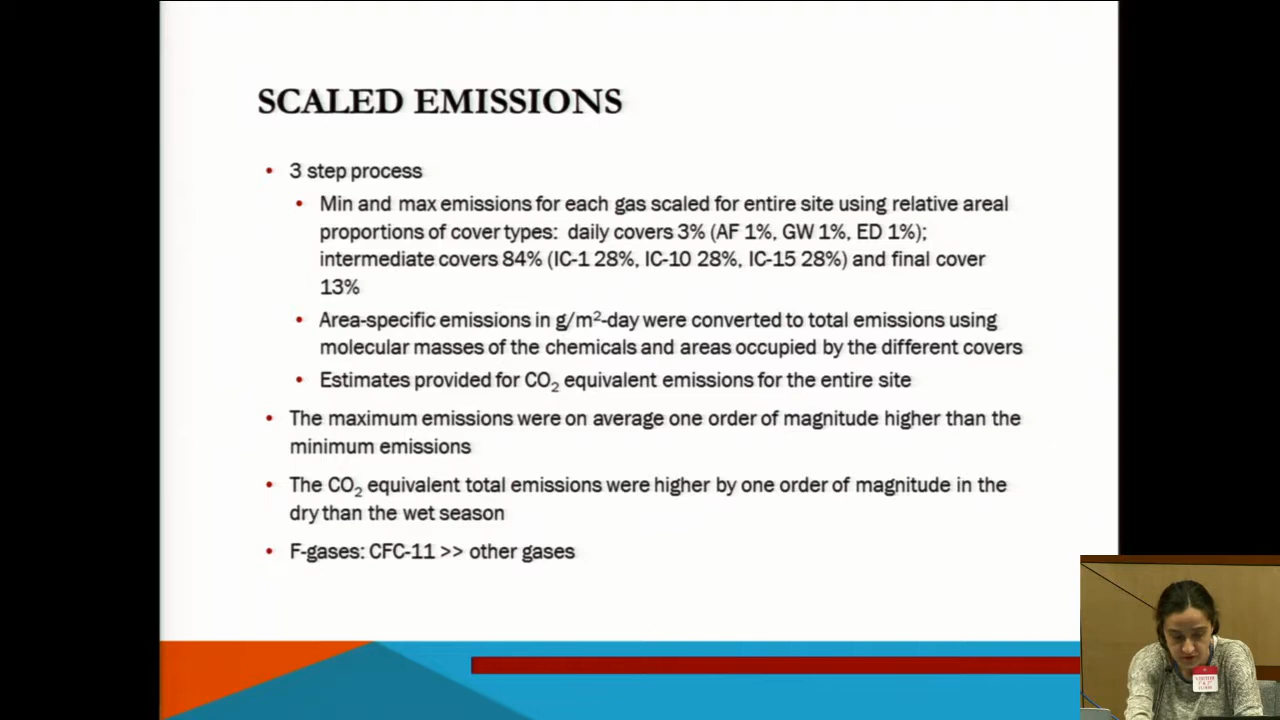 SCALED EMISSIONS
• 3 step process
• Min and max emissions for each gas scaled for entire site using relative areal
proportions of cover types: daily covers 3% (AF 1%, GW 1%, ED 1%);
intermediate covers 84% (IC-1 28%, IC-10 28%, IC-15 28%) and final cover
13%
• Area-specific emissions in g/m²-day were converted to total emissions using
molecular masses of the chemicals and areas occupied by the different covers
• Estimates provided for CO₂ equivalent emissions for the entire site
• The maximum emissions were on average one order of magnitude higher than the
minimum emissions
• The CO₂ equivalent total emissions were higher by one order of magnitude in the
dry than the wet season
• F-gases: CFC-11 >> other gases